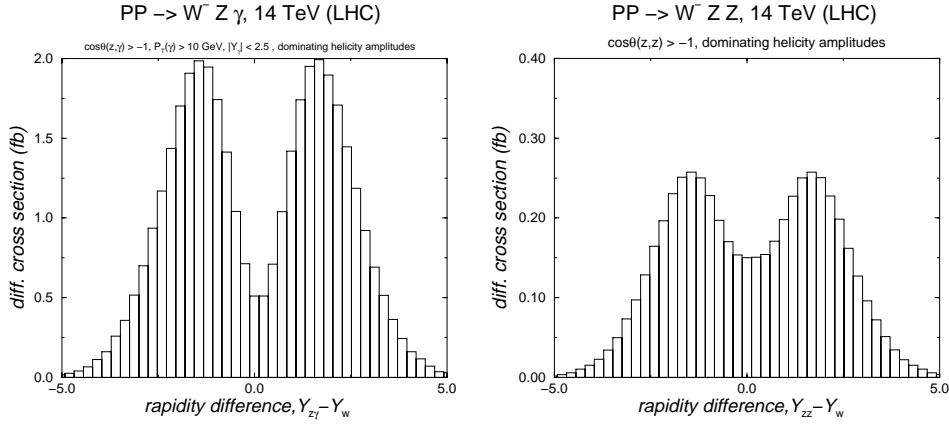 PP -> W⁻ Z γ, 14 TeV (LHC)
cosθ(z,γ) > −1, P_T(γ) > 10 GeV, |Y_γ| < 2.5 , dominating helicity amplitudes
diff. cross section (fb)
2.0
1.5
1.0
0.5
0.0
−5.0
0.0
5.0
rapidity difference, Y_zγ−Y_w
PP -> W⁻ Z Z, 14 TeV (LHC)
cosθ(z,z) > −1, dominating helicity amplitudes
diff. cross section (fb)
0.40
0.30
0.20
0.10
0.00
−5.0
0.0
5.0
rapidity difference, Y_zz−Y_w